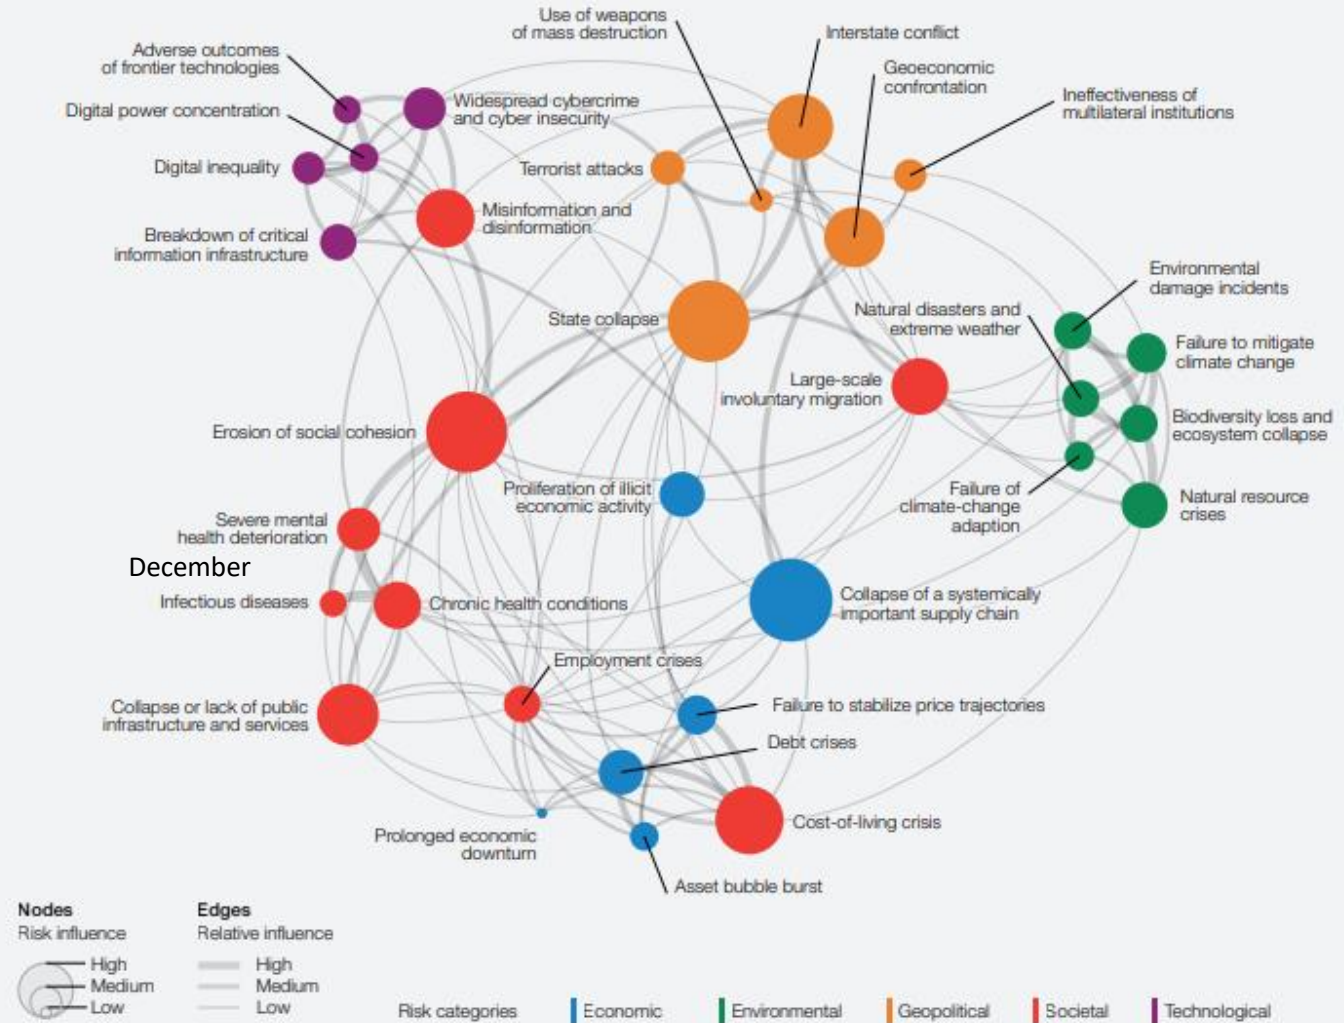 Use of weapons
of mass destruction
Interstate conflict
Adverse outcomes
of frontier technologies
Geoeconomic
confrontation
Ineffectiveness of
multilateral institutions
Digital power concentration
Widespread cybercrime
and cyber insecurity
Digital inequality
Terrorist attacks
Misinformation and
disinformation
Breakdown of critical
information infrastructure
Environmental
damage incidents
State collapse
Natural disasters and
extreme weather
Failure to mitigate
climate change
Large-scale
involuntary migration
Biodiversity loss and
ecosystem collapse
Erosion of social cohesion
Proliferation of illicit
economic activity
Failure of
climate-change
adaption
Natural resource
crises
Severe mental
health deterioration
December
Infectious diseases
Chronic health conditions
Collapse of a systemically
important supply chain
Employment crises
Collapse or lack of public
infrastructure and services
Failure to stabilize price trajectories
Debt crises
Cost-of-living crisis
Prolonged economic
downturn
Asset bubble burst
Nodes
Risk influence
High
Medium
Low
Edges
Relative influence
High
Medium
Low
Risk categories
Economic
Environmental
Geopolitical
Societal
Technological